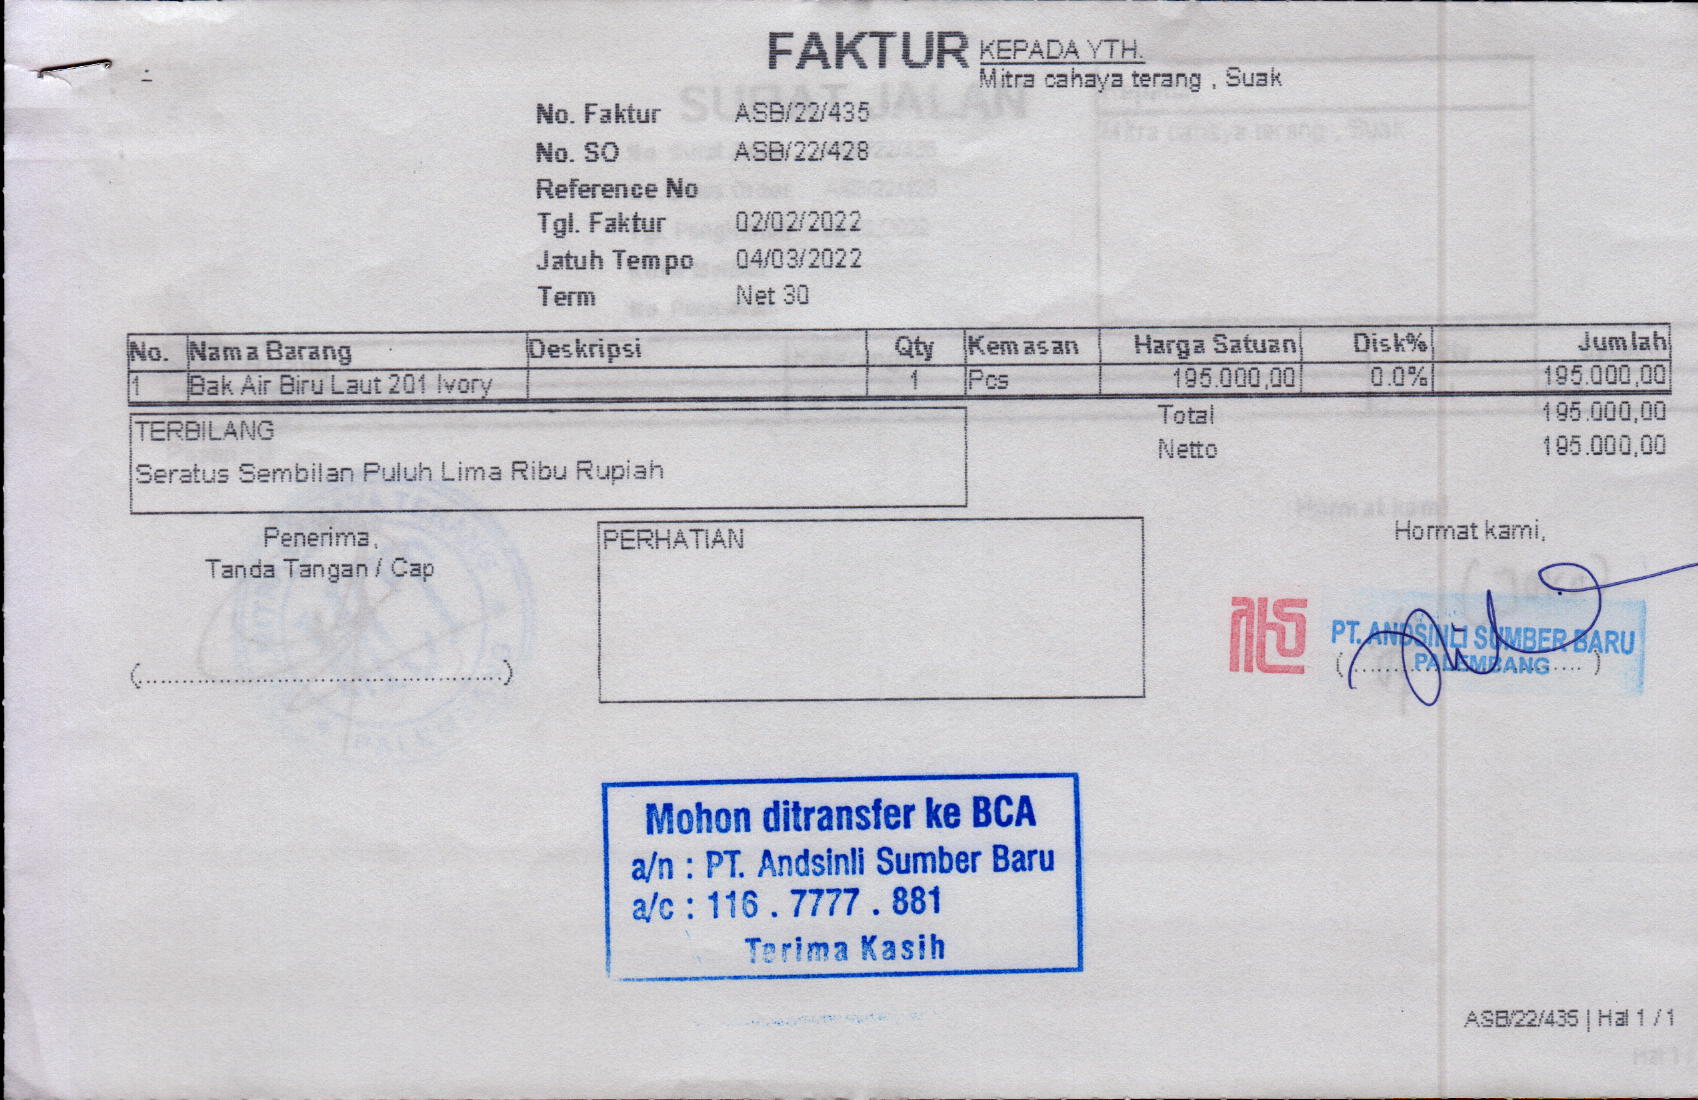 FAKTUR
KEPADA YTH.
Mitra cahaya terang , Suak
No. Faktur ASB/22/435
No. SO ASB/22/428
Reference No
Tgl. Faktur 02/02/2022
Jatuh Tempo 04/03/2022
Term Net 30
No. Nama Barang Deskripsi Qty Kemasan Harga Satuan Disk% Jumlah
1 Bak Air Biru Laut 201 Ivory 1 Pcs 195.000,00 0.0% 195.000,00
Total 195.000,00
Netto 195.000,00
TERBILANG
Seratus Sembilan Puluh Lima Ribu Rupiah
Penerima,
Tanda Tangan / Cap
(................................................)
PERHATIAN
Hormat kami,
PT. ANDSINLI SUMBER BARU
PALEMBANG
Mohon ditransfer ke BCA
a/n : PT. Andsinli Sumber Baru
a/c : 116 . 7777 . 881
Terima Kasih
ASB/22/435 | Hal 1 / 1